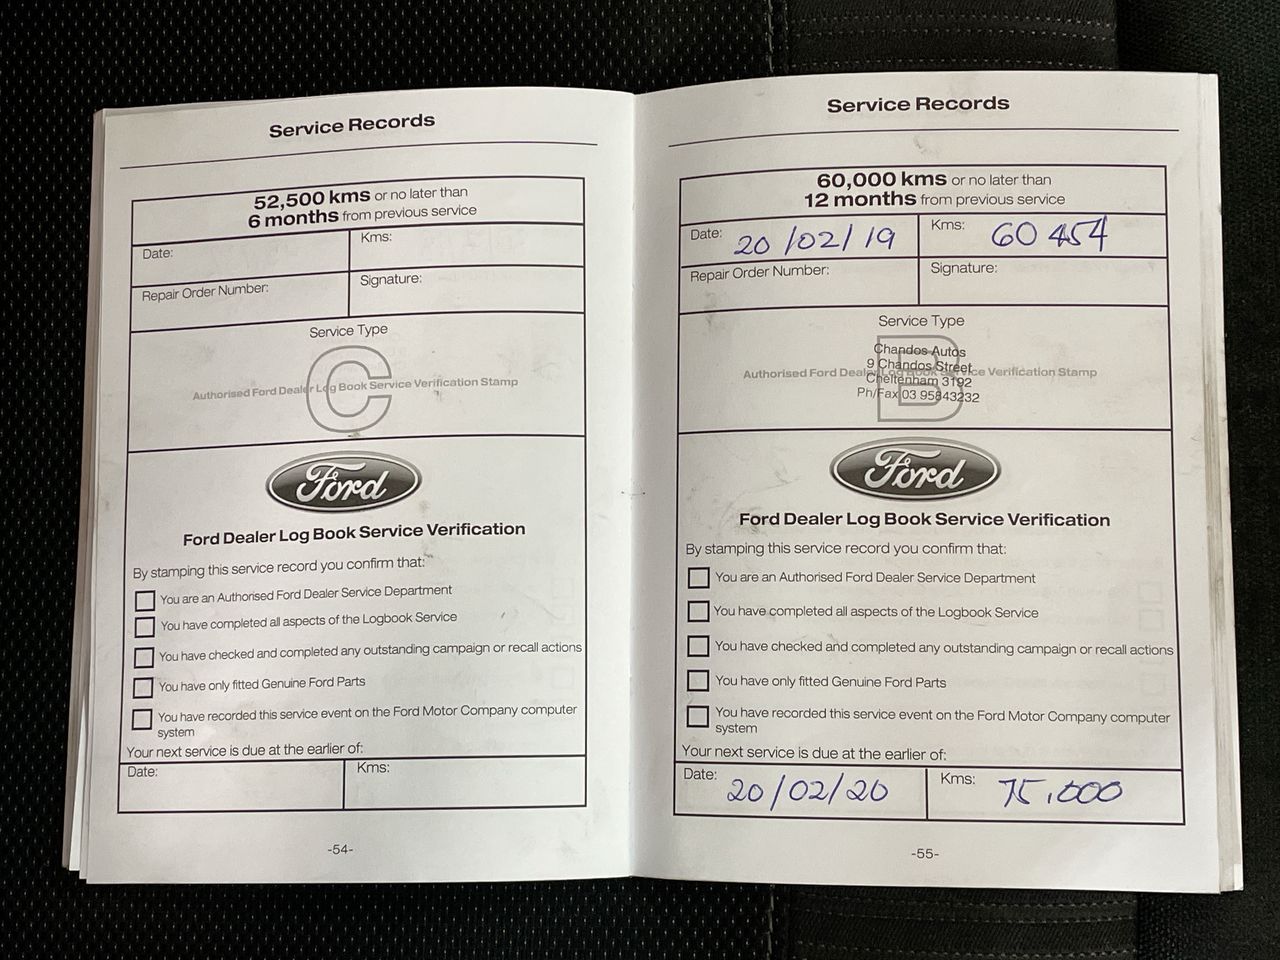 Service Records
52,500 kms or no later than
6 months from previous service
Date:
Kms:
Repair Order Number:
Signature:
Service Type
C
Authorised Ford Dealer Log Book Service Verification Stamp
Ford
Ford Dealer Log Book Service Verification
By stamping this service record you confirm that:
You are an Authorised Ford Dealer Service Department
You have completed all aspects of the Logbook Service
You have checked and completed any outstanding campaign or recall actions
You have only fitted Genuine Ford Parts
You have recorded this service event on the Ford Motor Company computer
system
Your next service is due at the earlier of:
Date:
Kms:
-54-
Service Records
60,000 kms or no later than
12 months from previous service
Date: 20/02/19
Kms: 60 454
Repair Order Number:
Signature:
Service Type
B
Authorised Ford Dealer Log Book Service Verification Stamp
Chandos Autos
9 Chandos Street
Cheltenham 3192
Ph/Fax 03 95843232
Ford
Ford Dealer Log Book Service Verification
By stamping this service record you confirm that:
You are an Authorised Ford Dealer Service Department
You have completed all aspects of the Logbook Service
You have checked and completed any outstanding campaign or recall actions
You have only fitted Genuine Ford Parts
You have recorded this service event on the Ford Motor Company computer
system
Your next service is due at the earlier of:
Date: 20/02/20
Kms: 75,000
-55-